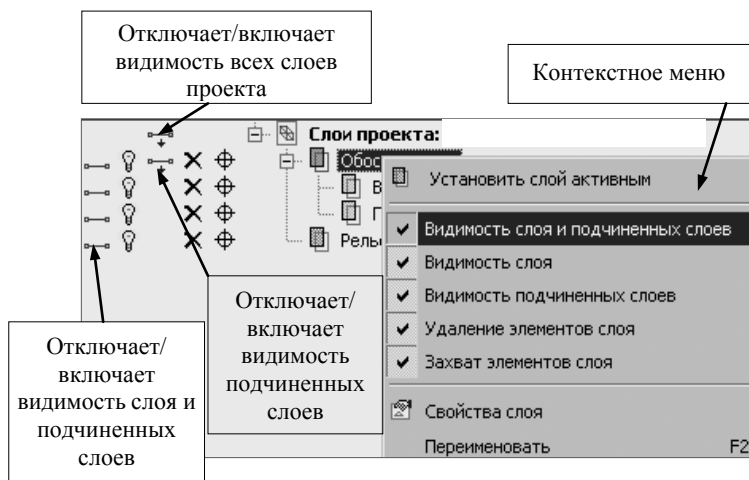 Отключает/включает
видимость всех слоев
проекта
Контекстное меню
Слои проекта:
Установить слой активным
Видимость слоя и подчиненных слоев
Видимость слоя
Видимость подчиненных слоев
Удаление элементов слоя
Захват элементов слоя
Свойства слоя
Переименовать F2
Отключает/
включает
видимость
подчиненных
слоев
Отключает/
включает
видимость слоя и
подчиненных
слоев